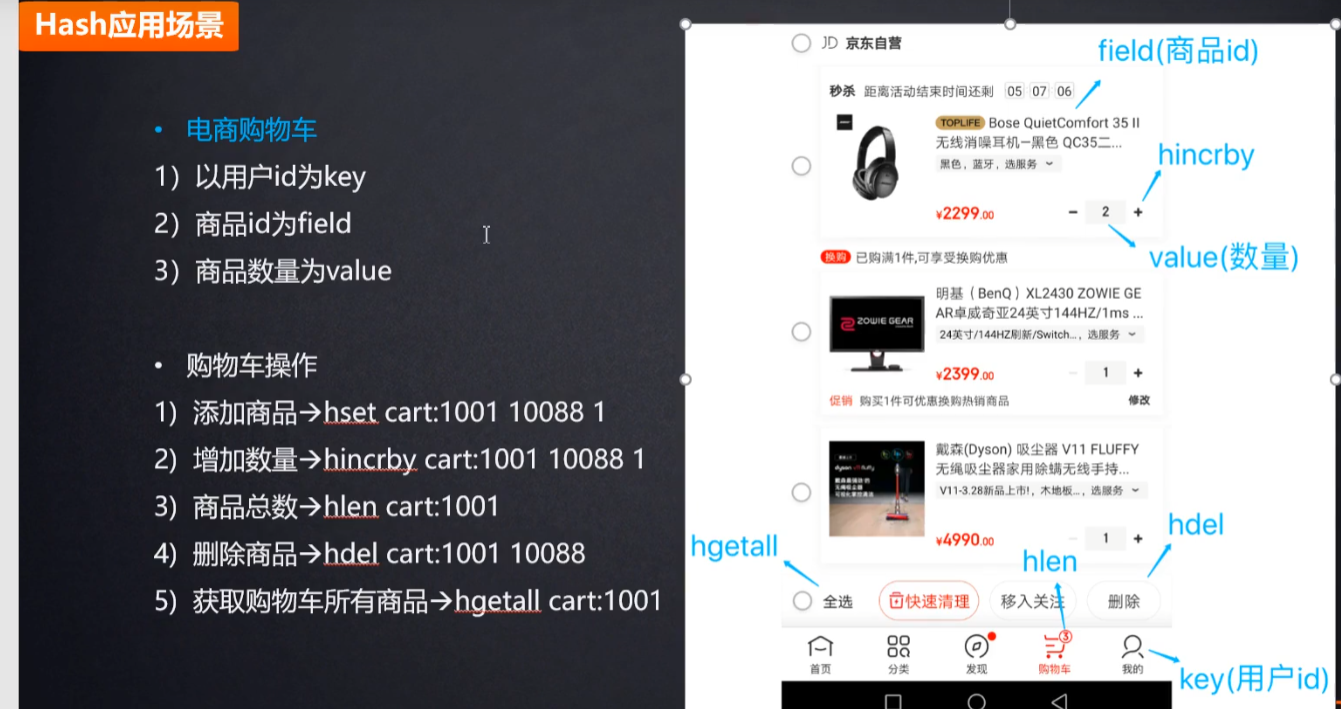 Hash应用场景
• 电商购物车
1）以用户id为key
2）商品id为field
3）商品数量为value
• 购物车操作
1）添加商品→hset cart:1001 10088 1
2）增加数量→hincrby cart:1001 10088 1
3）商品总数→hlen cart:1001
4）删除商品→hdel cart:1001 10088
5）获取购物车所有商品→hgetall cart:1001
JD 京东自营
field(商品id)
秒杀 距离活动结束时间还剩 05 07 06
TOPLIFE Bose QuietComfort 35 II
无线消噪耳机—黑色 QC35二...
黑色，蓝牙，选服务
hincrby
¥2299.00
− 2 +
value(数量)
换购 已购满1件,可享受换购优惠
明基（BenQ）XL2430 ZOWIE GE
AR卓威奇亚24英寸144HZ/1ms ...
ZOWIE GEAR
24英寸/144HZ刷新/Switch...，选服务
¥2399.00
1 +
促销 购买1件可优惠换购热销商品
修改
戴森(Dyson) 吸尘器 V11 FLUFFY
无绳吸尘器家用除螨无线手持...
V11-3.28新品上市!，木地板...，选服务
dyson v11 fluffy
¥4990.00
1 +
hgetall
hlen
hdel
全选
快速清理
移入关注
删除
首页
分类
发现
3
购物车
我的
key(用户id)